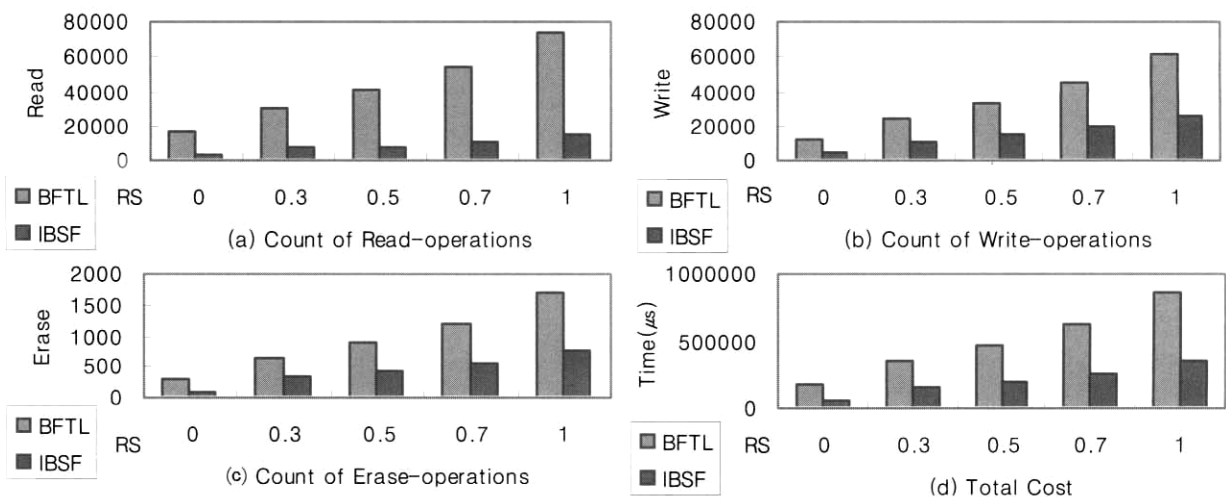 80000
60000
40000
20000
0
Read
BFTL
IBSF
RS 0 0.3 0.5 0.7 1
(a) Count of Read-operations
80000
60000
40000
20000
0
Write
BFTL
IBSF
RS 0 0.3 0.5 0.7 1
(b) Count of Write-operations
2000
1500
1000
500
0
Erase
BFTL
IBSF
RS 0 0.3 0.5 0.7 1
(c) Count of Erase-operations
1000000
500000
0
Time(μs)
BFTL
IBSF
RS 0 0.3 0.5 0.7 1
(d) Total Cost